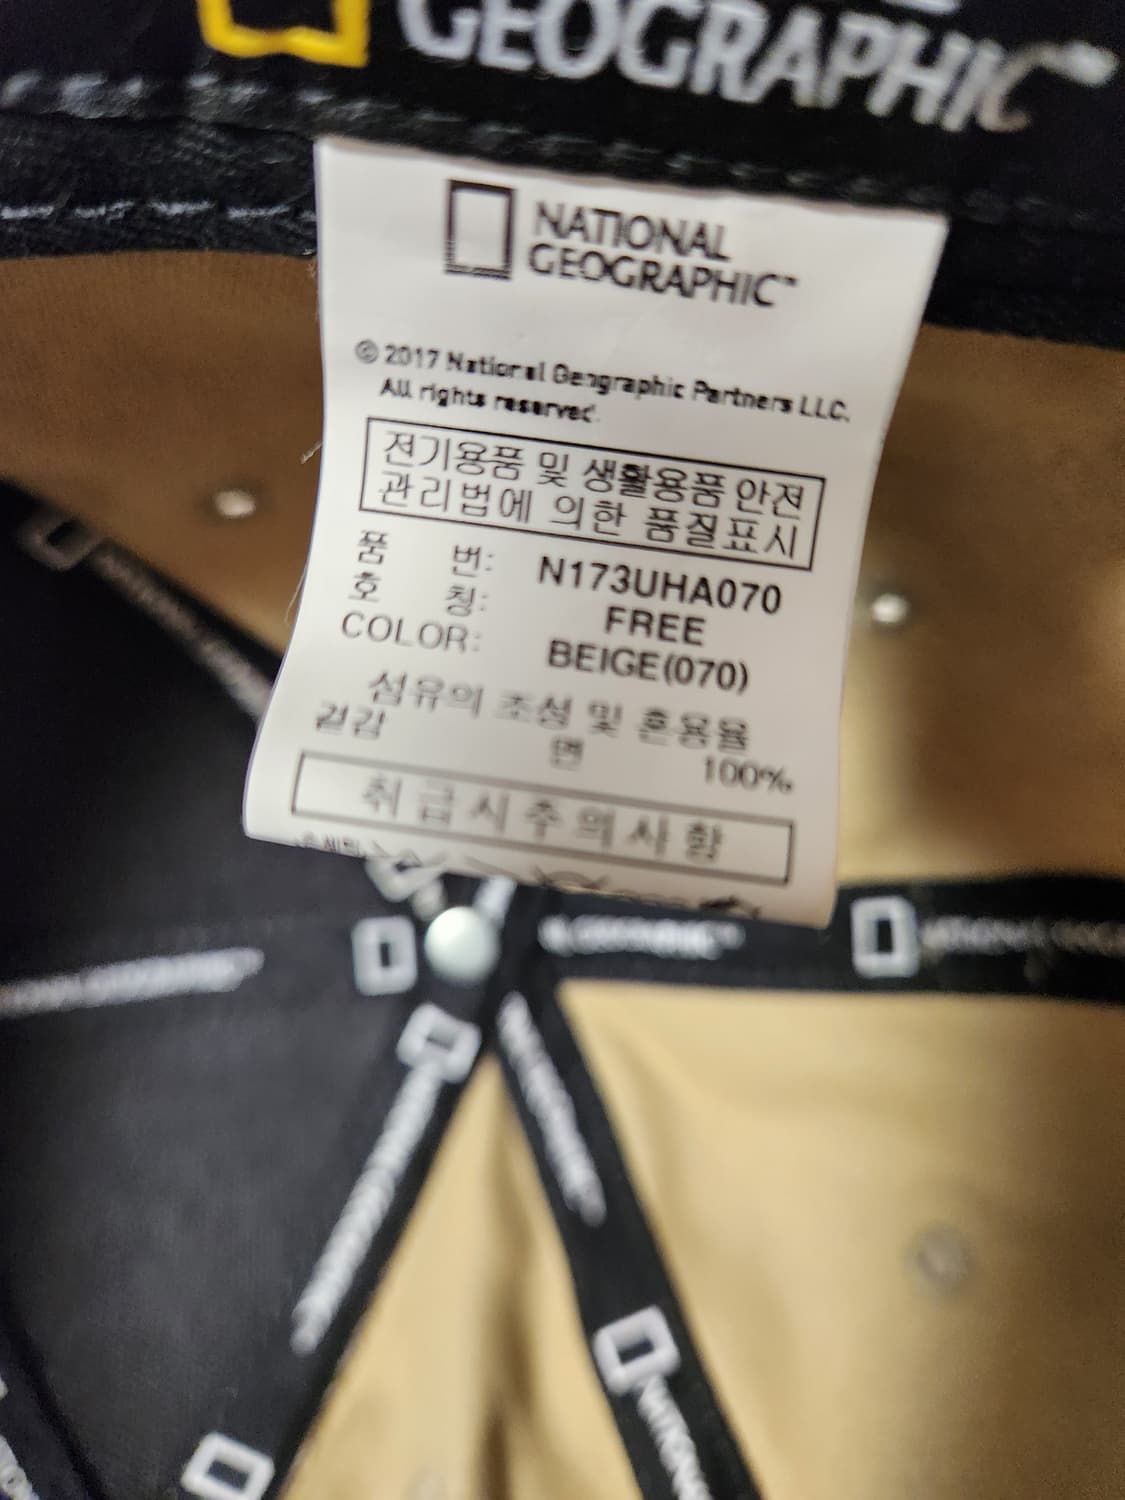 GEOGRAPHIC™
NATIONAL
GEOGRAPHIC™
© 2017 National Geographic Partners LLC.
All rights reserved.
전기용품 및 생활용품 안전
관리법에 의한 품질표시
품 번: N173UHA070
호 칭: FREE
COLOR: BEIGE(070)
섬유의 조성 및 혼용율
겉감 면 100%
취급시주의사항